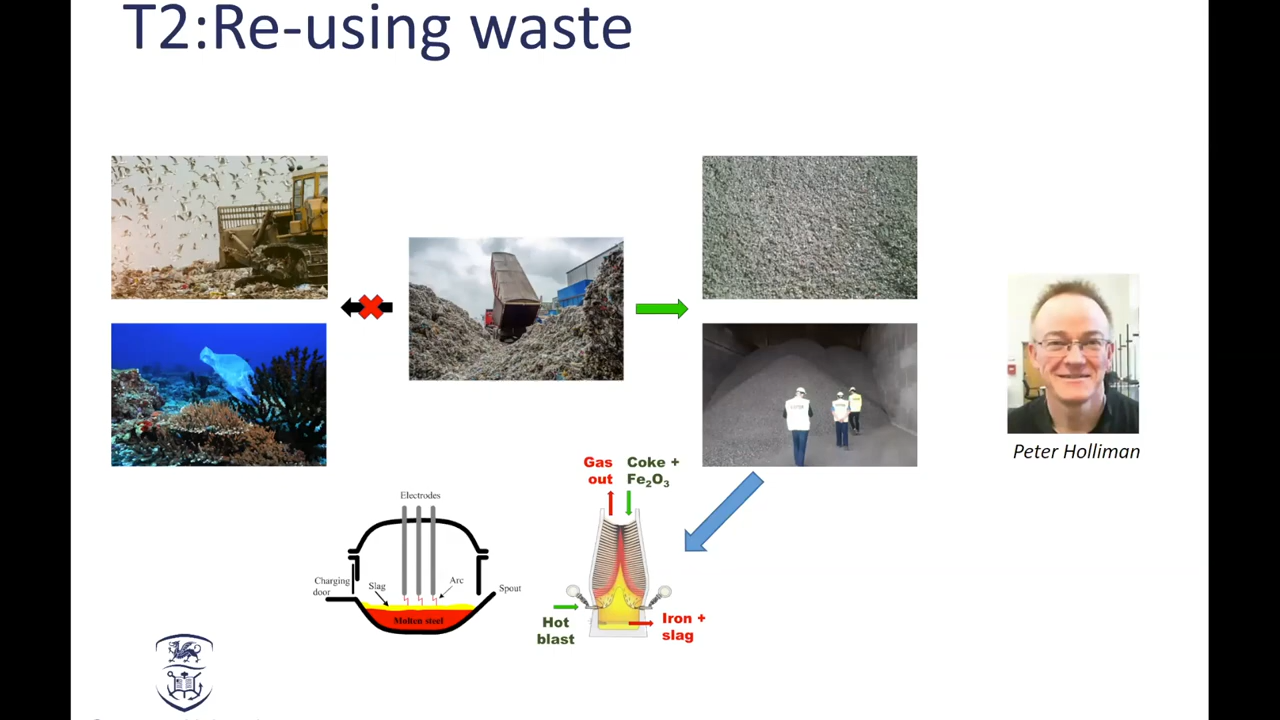 T2:Re-using waste
Peter Holliman
Gas out
Coke + Fe₂O₃
Electrodes
Charging door
Slag
Arc
Spout
Molten steel
Hot blast
Iron + slag